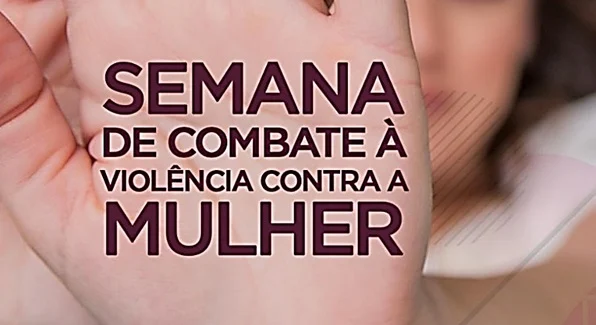 SEMANA
DE COMBATE À
VIOLÊNCIA CONTRA A
MULHER